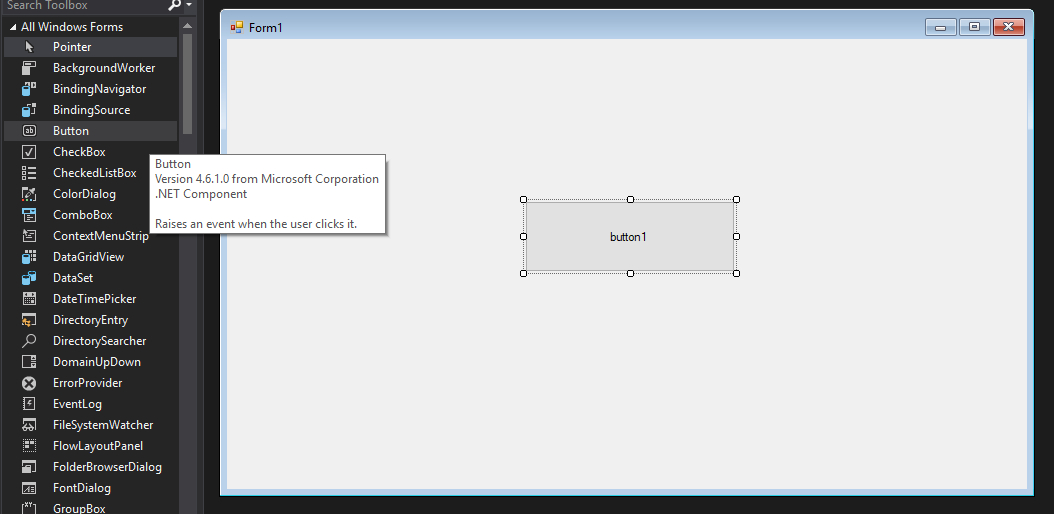 Search Toolbox
All Windows Forms
Pointer
BackgroundWorker
BindingNavigator
BindingSource
Button
CheckBox
CheckedListBox
ColorDialog
ComboBox
ContextMenuStrip
DataGridView
DataSet
DateTimePicker
DirectoryEntry
DirectorySearcher
DomainUpDown
ErrorProvider
EventLog
FileSystemWatcher
FlowLayoutPanel
FolderBrowserDialog
FontDialog
GroupBox
Button
Version 4.6.1.0 from Microsoft Corporation
.NET Component
Raises an event when the user clicks it.
Form1
button1